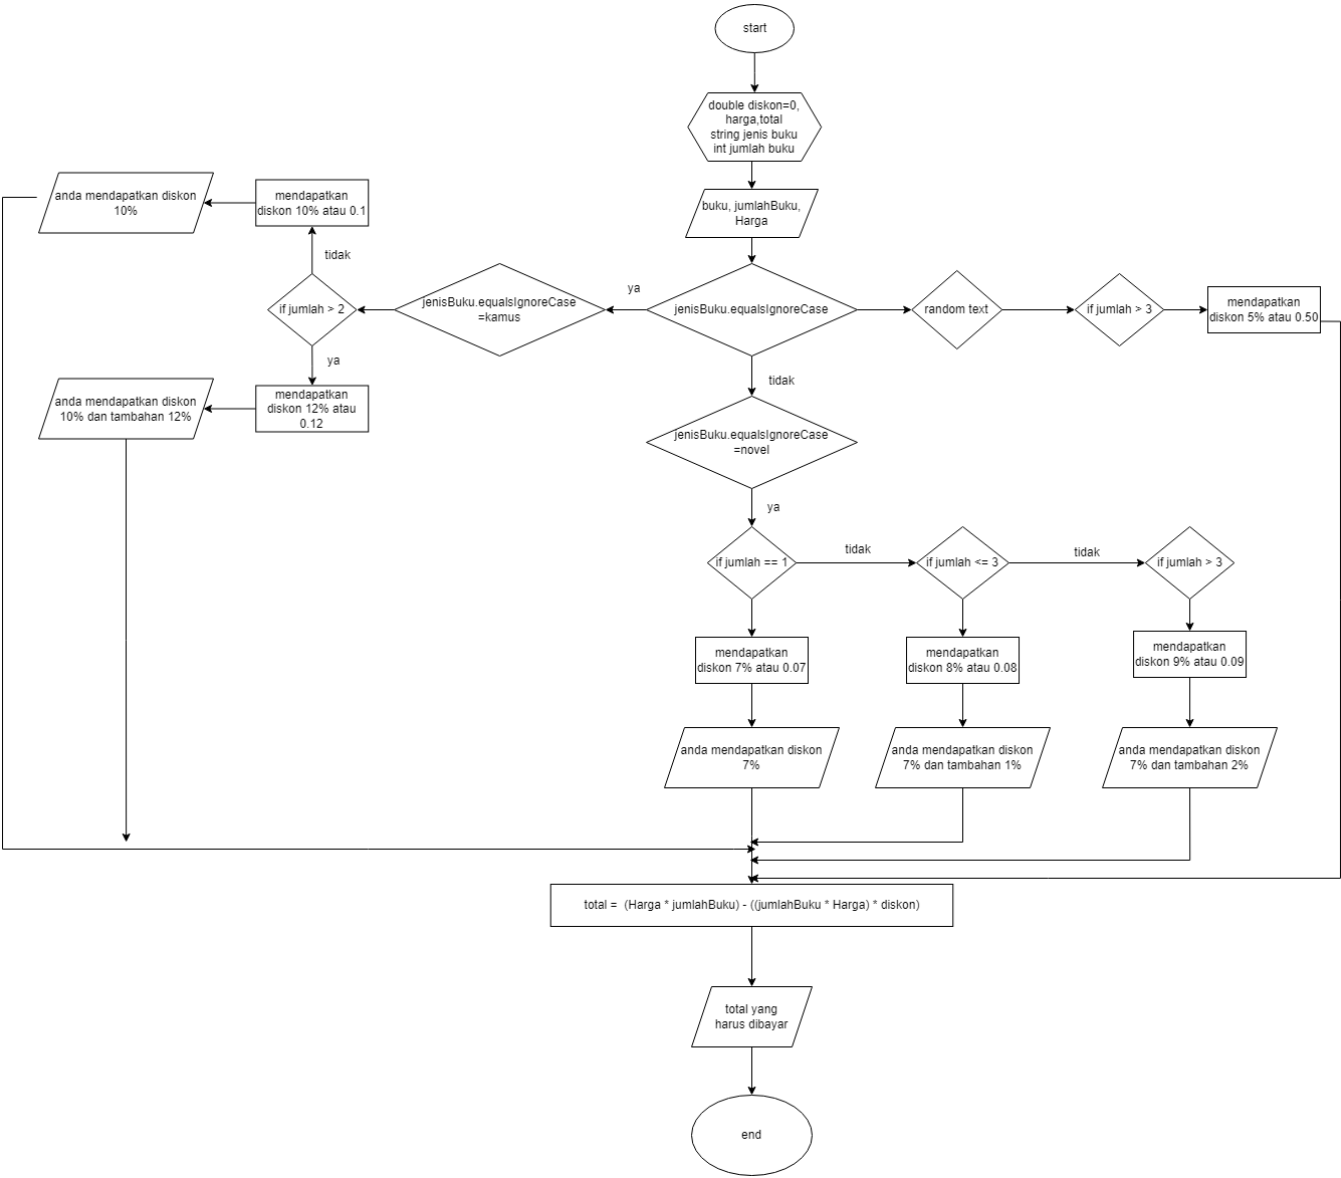 start
double diskon=0,
harga,total
string jenis buku
int jumlah buku
buku, jumlahBuku,
Harga
jenisBuku.equalsIgnoreCase
ya
jenisBuku.equalsIgnoreCase
=kamus
if jumlah > 2
tidak
mendapatkan
diskon 10% atau 0.1
anda mendapatkan diskon
10%
ya
mendapatkan
diskon 12% atau
0.12
anda mendapatkan diskon
10% dan tambahan 12%
random text
if jumlah > 3
mendapatkan
diskon 5% atau 0.50
tidak
jenisBuku.equalsIgnoreCase
=novel
ya
if jumlah == 1
tidak
if jumlah <= 3
tidak
if jumlah > 3
mendapatkan
diskon 7% atau 0.07
mendapatkan
diskon 8% atau 0.08
mendapatkan
diskon 9% atau 0.09
anda mendapatkan diskon
7%
anda mendapatkan diskon
7% dan tambahan 1%
anda mendapatkan diskon
7% dan tambahan 2%
total = (Harga * jumlahBuku) - ((jumlahBuku * Harga) * diskon)
total yang
harus dibayar
end